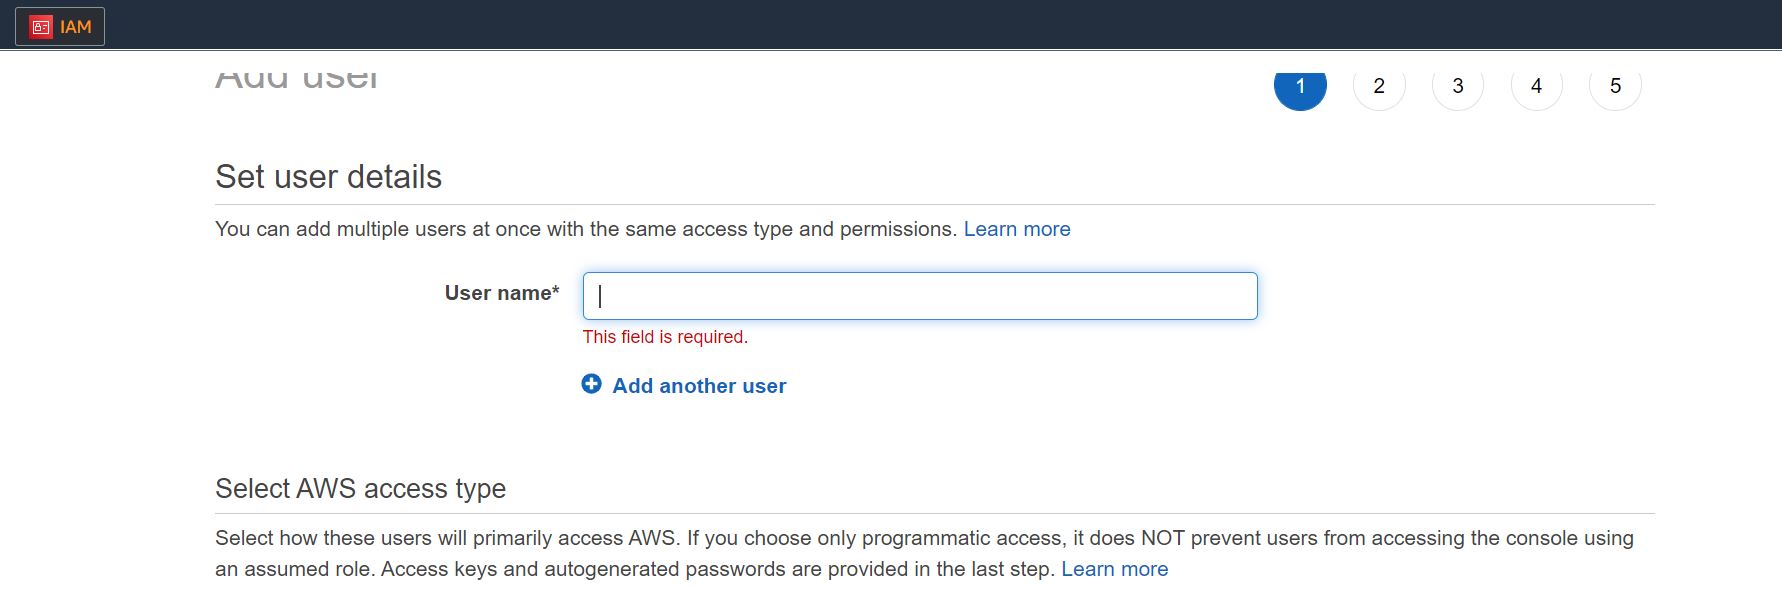 IAM
Add user
1 2 3 4 5
Set user details
You can add multiple users at once with the same access type and permissions. Learn more
User name*
This field is required.
Add another user
Select AWS access type
Select how these users will primarily access AWS. If you choose only programmatic access, it does NOT prevent users from accessing the console using
an assumed role. Access keys and autogenerated passwords are provided in the last step. Learn more